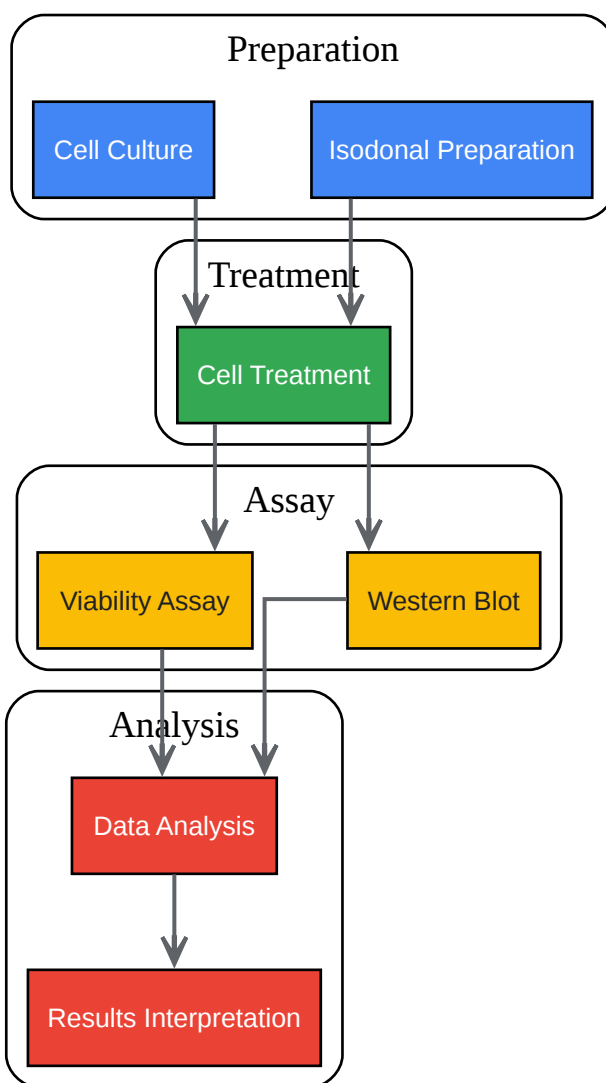 Preparation
Cell Culture
Isodonal Preparation
Treatment
Cell Treatment
Assay
Viability Assay
Western Blot
Analysis
Data Analysis
Results Interpretation